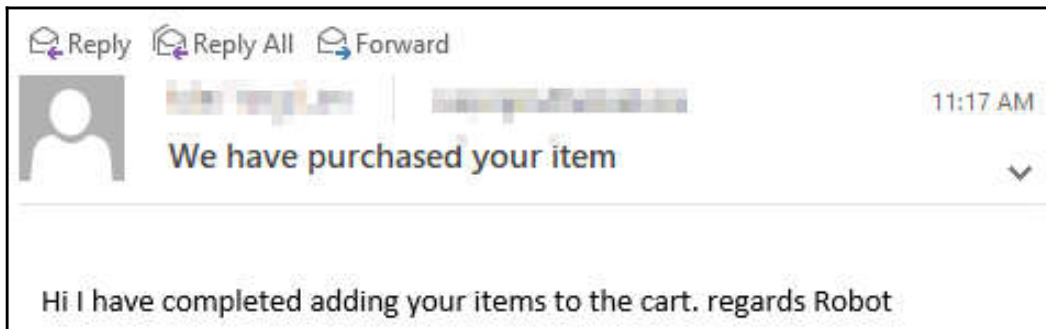 Reply Reply All Forward
11:17 AM
We have purchased your item
Hi I have completed adding your items to the cart. regards Robot